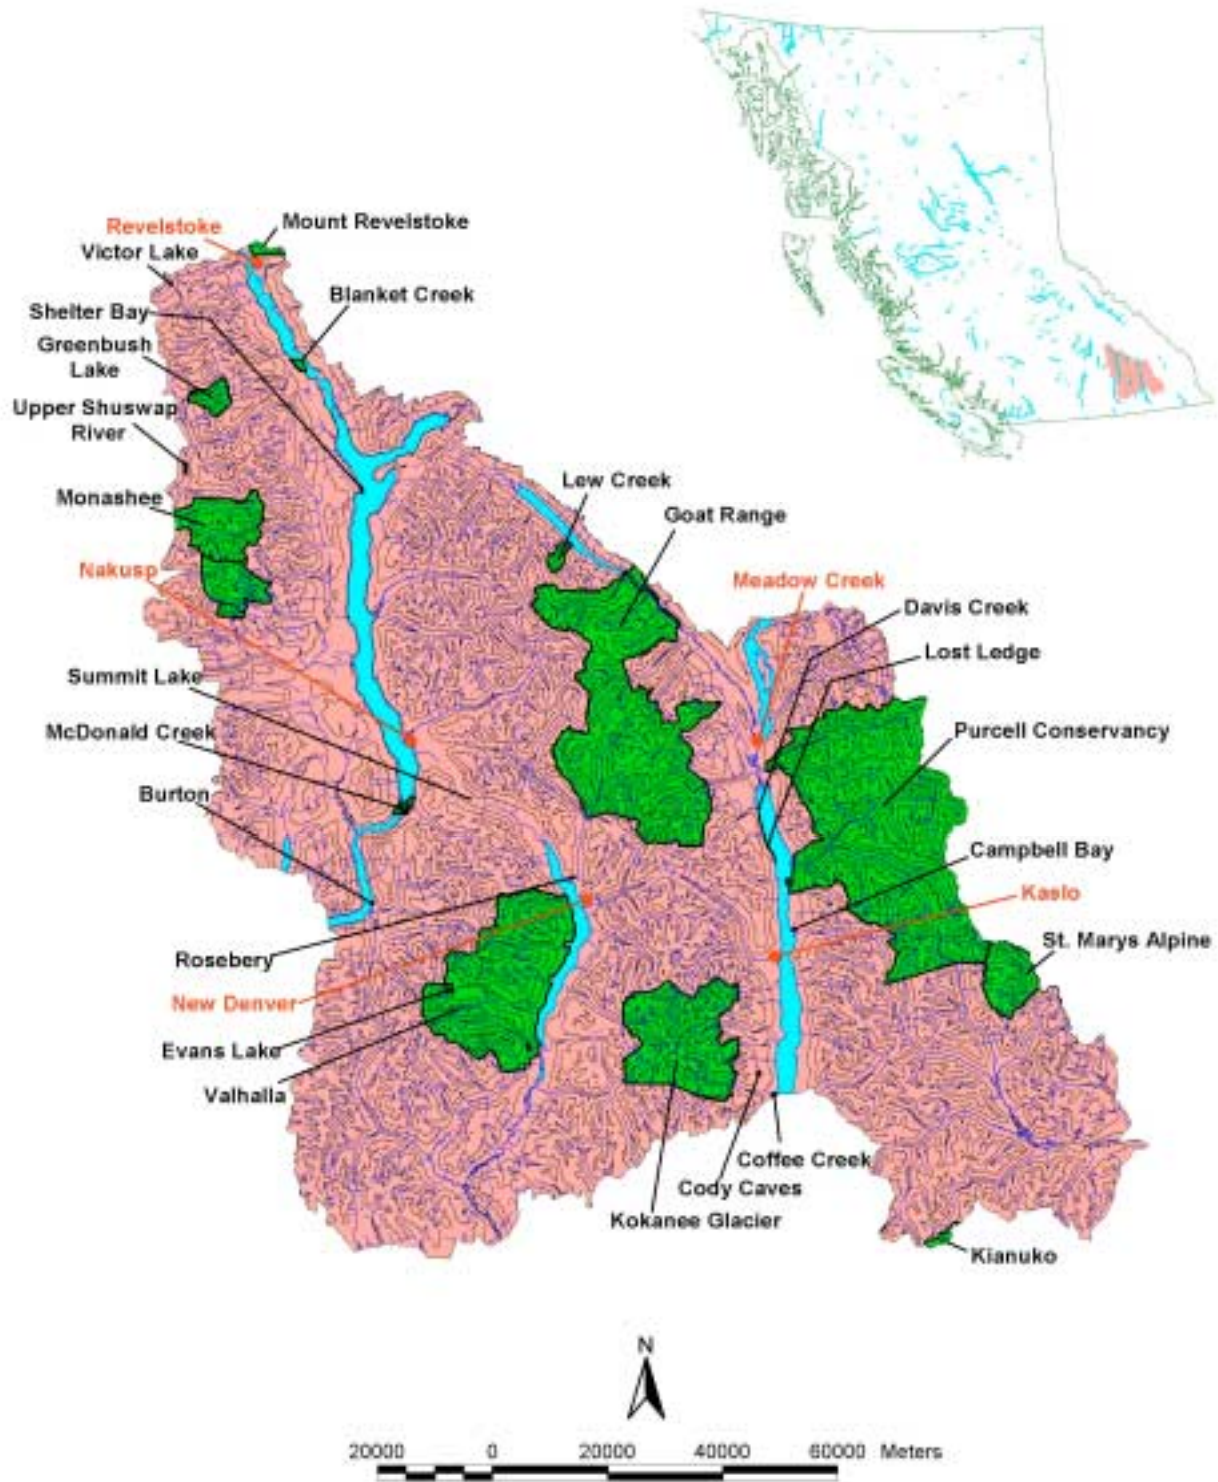 Revelstoke
Mount Revelstoke
Victor Lake
Blanket Creek
Shelter Bay
Greenbush
Lake
Upper Shuswap
River
Monashee
Lew Creek
Goat Range
Nakusp
Meadow Creek
Davis Creek
Lost Ledge
Summit Lake
McDonald Creek
Purcell Conservancy
Burton
Campbell Bay
Kaslo
St. Marys Alpine
Rosebery
New Denver
Evans Lake
Valhalla
Coffee Creek
Cody Caves
Kokanee Glacier
Kianuko
N
20000 0 20000 40000 60000 Meters